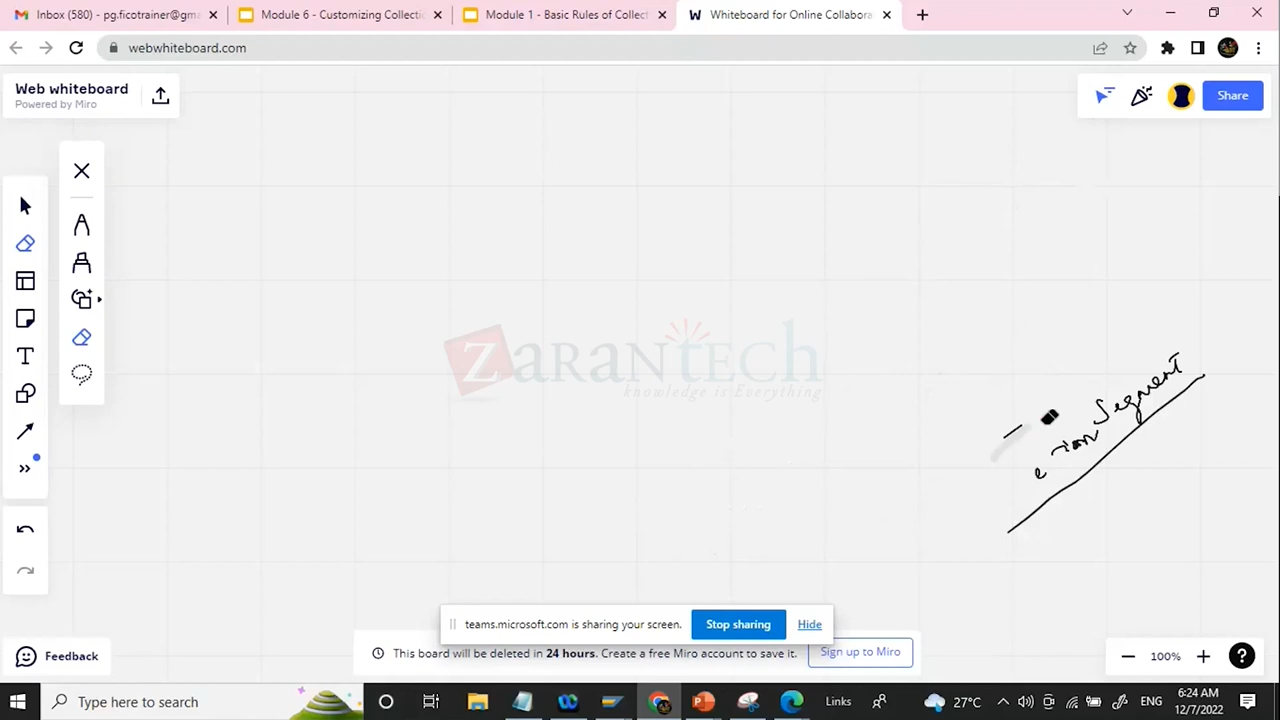 Inbox (580) - pg.ficotrainer@gm
Module 6 - Customizing Collecti
Module 1 - Basic Rules of Collect
Whiteboard for Online Collabora
webwhiteboard.com
Web whiteboard
Powered by Miro
Share
ZARANTECH
knowledge is Everything
Segment
teams.microsoft.com is sharing your screen.
Stop sharing
Hide
This board will be deleted in 24 hours. Create a free Miro account to save it.
Sign up to Miro
Feedback
100%
Type here to search
Links
27°C
ENG
6:24 AM
12/7/2022